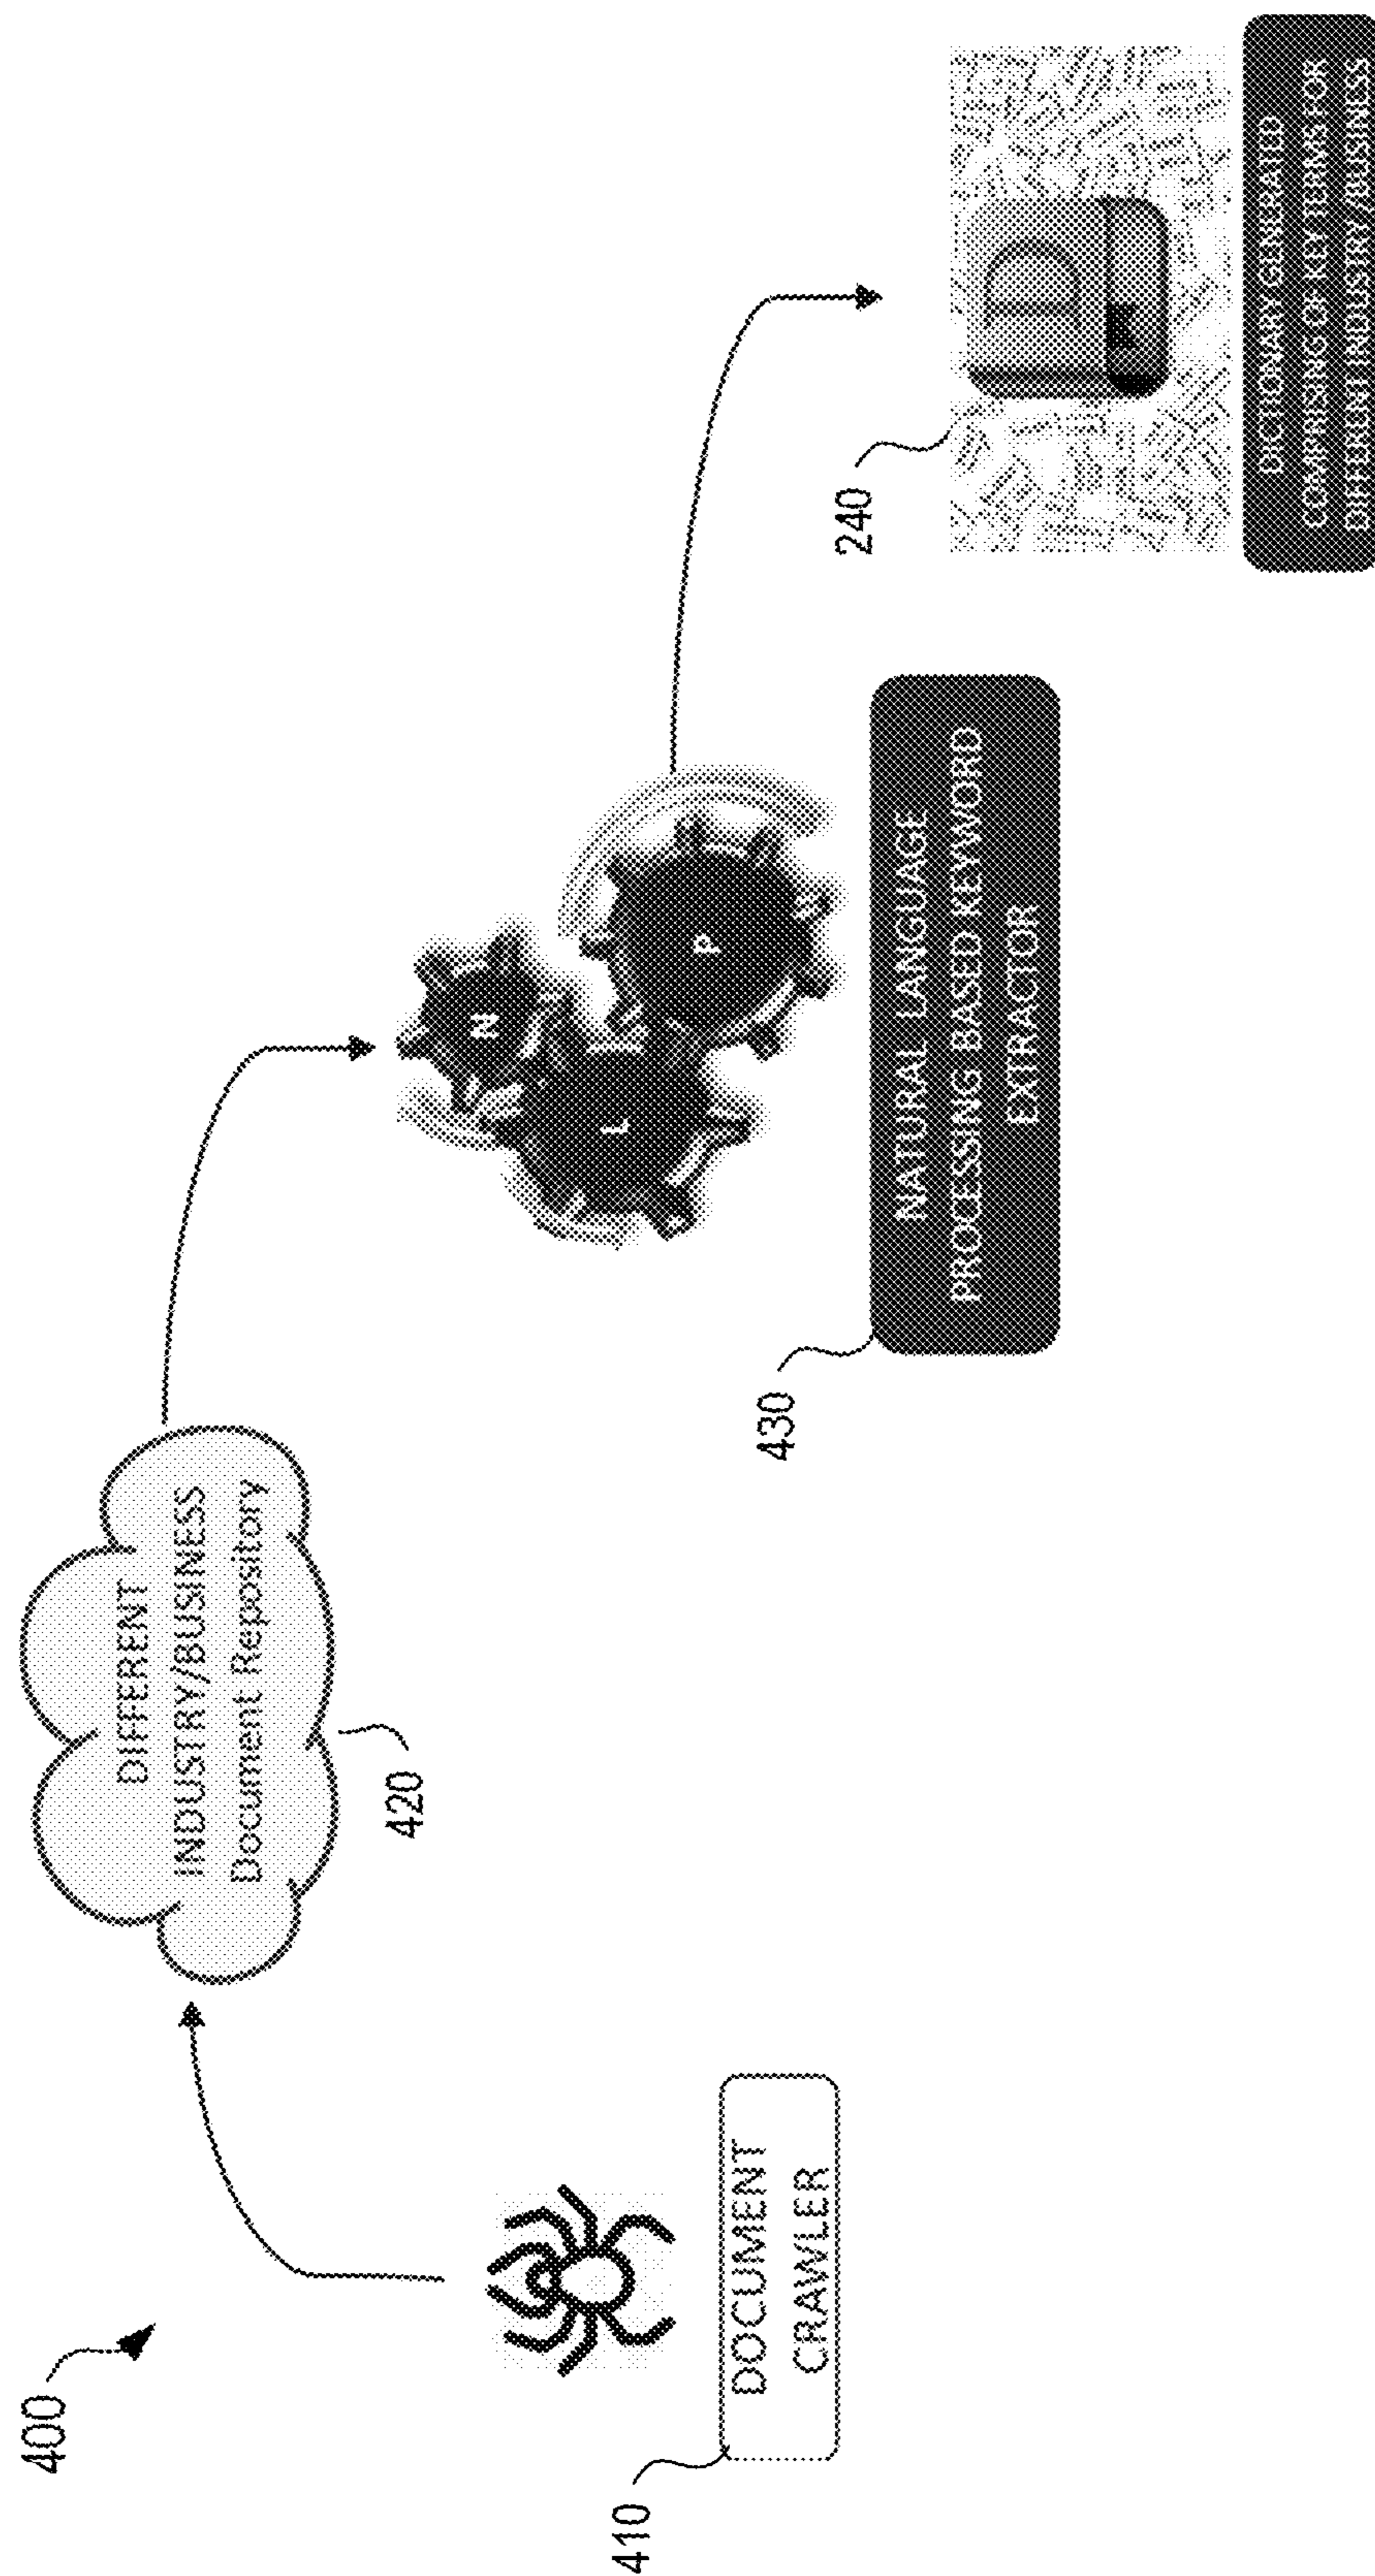 400
410
DOCUMENT
CRAWLER
DIFFERENT
INDUSTRY/BUSINESS
Document Repository
420
N
L
P
430
NATURAL LANGUAGE
PROCESSING BASED KEYWORD
EXTRACTOR
240
D
DICTIONARY GENERATED
COMPRISING OF KEY TERMS FOR
DIFFERENT INDUSTRY/BUSINESS